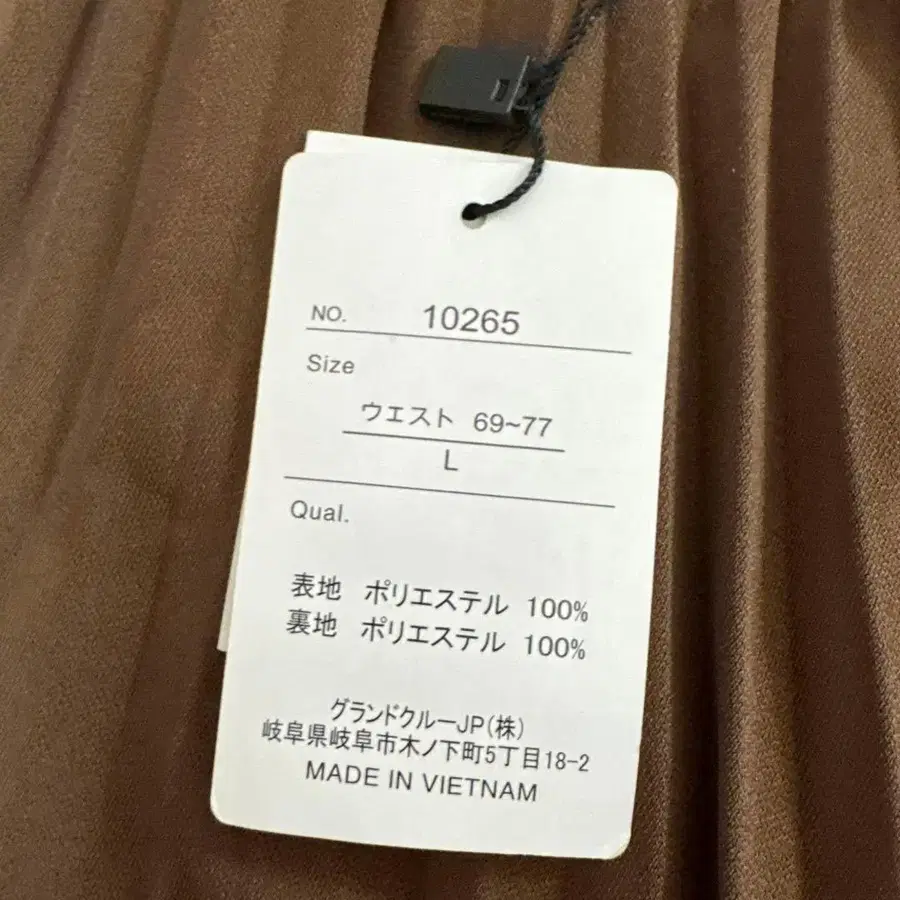 NO. 10265
Size
ウエスト 69~77
L
Qual.
表地 ポリエステル 100%
裏地 ポリエステル 100%
グランドクルーJP(株)
岐阜県岐阜市木ノ下町5丁目18-2
MADE IN VIETNAM